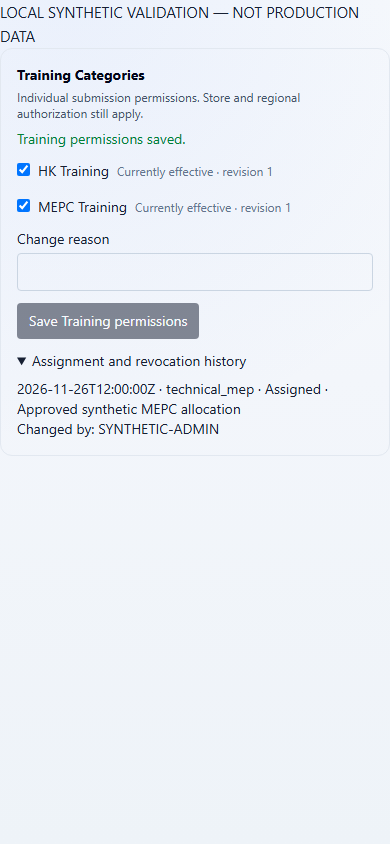 LOCAL SYNTHETIC VALIDATION — NOT PRODUCTION
DATA
Training Categories
Individual submission permissions. Store and regional
authorization still apply.
Training permissions saved.
HK Training Currently effective · revision 1
MEPC Training Currently effective · revision 1
Change reason
Save Training permissions
▼ Assignment and revocation history
2026-11-26T12:00:00Z · technical_mep · Assigned ·
Approved synthetic MEPC allocation
Changed by: SYNTHETIC-ADMIN